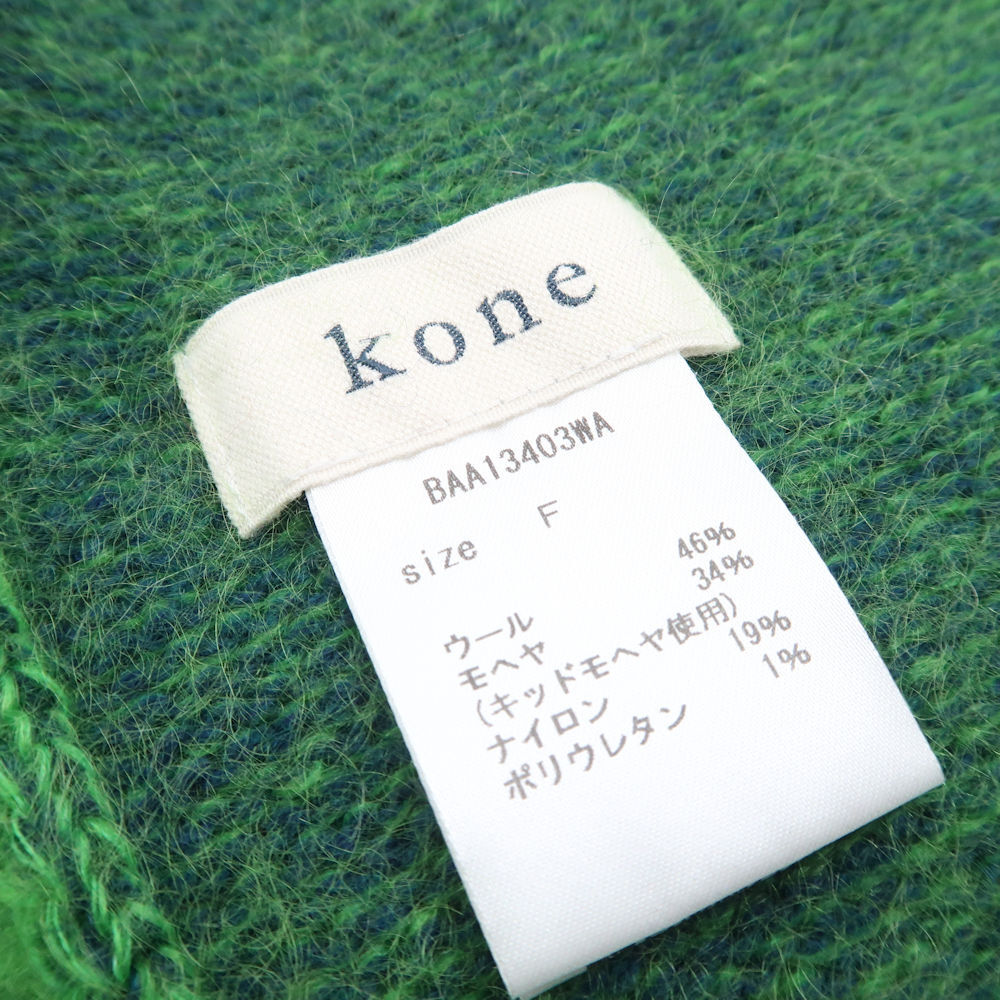 kone
BAA13403WA
size F
ウール 46%
モヘヤ 34%
(キッドモヘヤ使用)
ナイロン 19%
ポリウレタン 1%